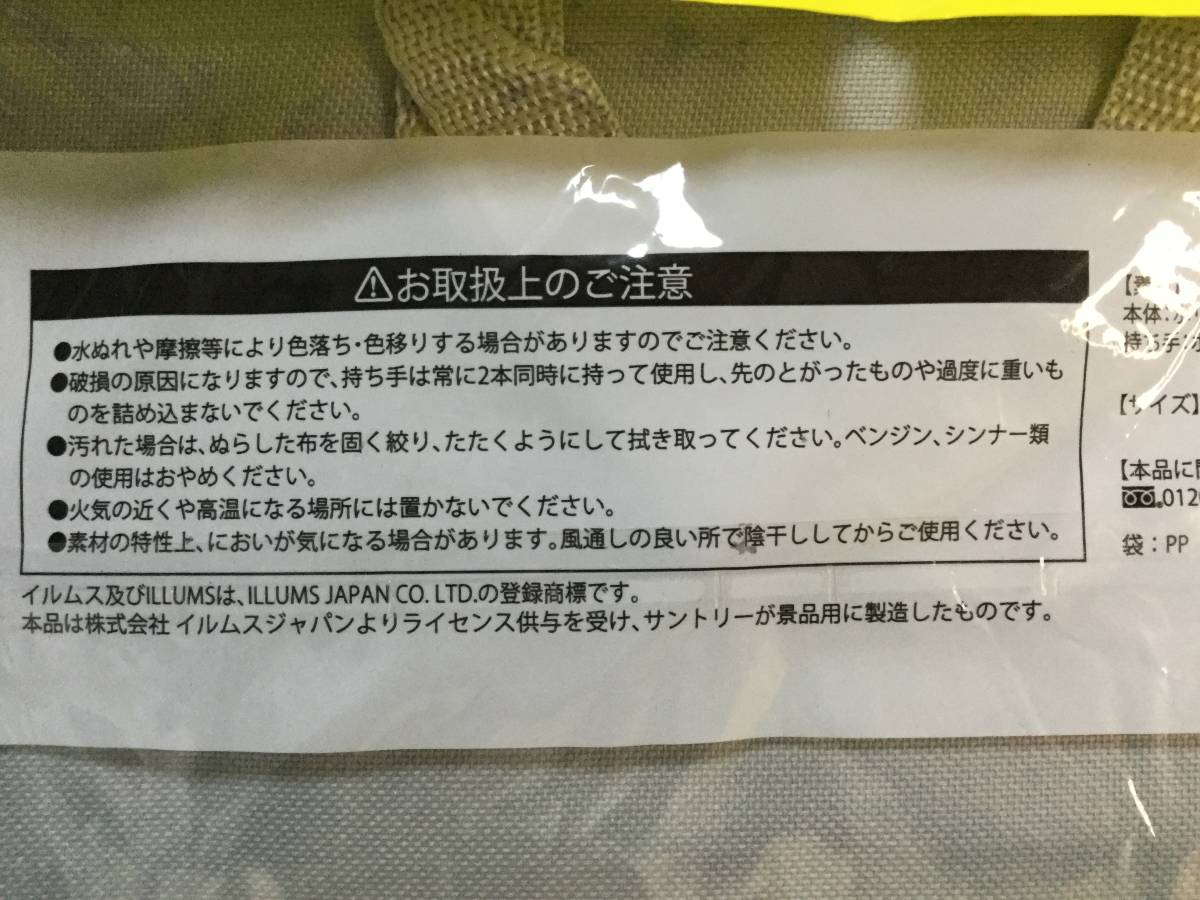 ⚠お取扱上のご注意
●水ぬれや摩擦等により色落ち・色移りする場合がありますのでご注意ください。
●破損の原因になりますので、持ち手は常に2本同時に持って使用し、先のとがったものや過度に重いも
のを詰め込まないでください。
●汚れた場合は、ぬらした布を固く絞り、たたくようにして拭き取ってください。ベンジン、シンナー類
の使用はおやめください。
●火気の近くや高温になる場所には置かないでください。
●素材の特性上、においが気になる場合があります。風通しの良い所で陰干ししてからご使用ください。
イルムス及びILLUMSは、ILLUMS JAPAN CO. LTD.の登録商標です。
本品は株式会社 イルムスジャパンよりライセンス供与を受け、サントリーが景品用に製造したものです。
本体:
持ち手:
【サイズ】
【本品に
012
袋:PP